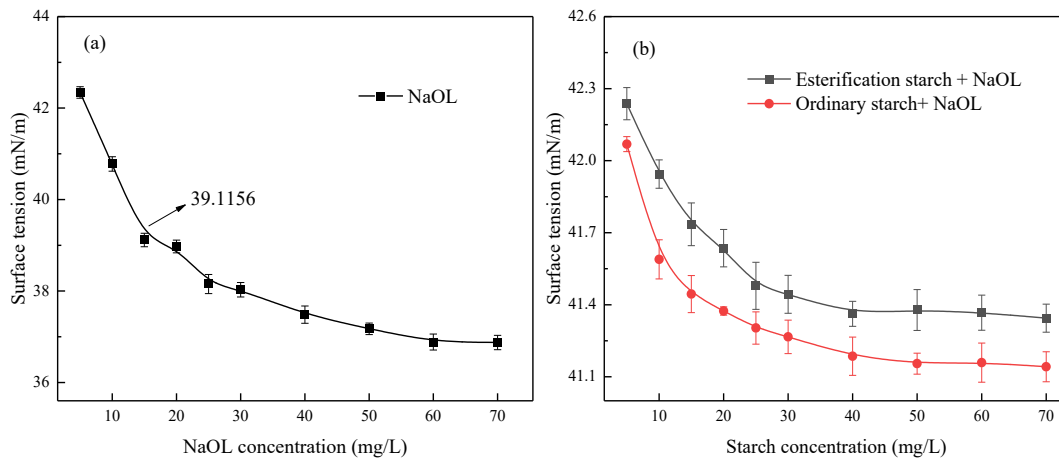 (a)
NaOL
39.1156
44
42
40
38
36
Surface tension (mN/m)
10 20 30 40 50 60 70
NaOL concentration (mg/L)
(b)
Esterification starch + NaOL
Ordinary starch+ NaOL
42.6
42.3
42.0
41.7
41.4
41.1
Surface tension (mN/m)
10 20 30 40 50 60 70
Starch concentration (mg/L)